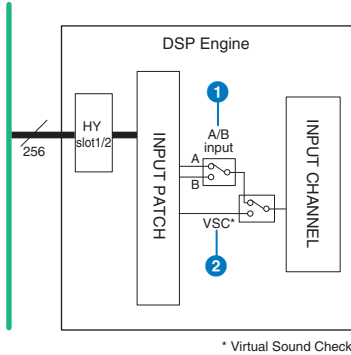 DSP Engine
1
HY
slot1/2
256
INPUT PATCH
A/B
input
A
B
VSC*
2
INPUT CHANNEL
* Virtual Sound Check